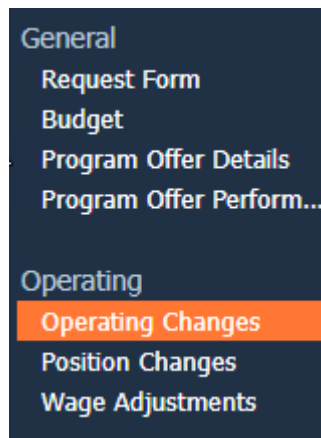 General
Request Form
Budget
Program Offer Details
Program Offer Perform...
Operating
Operating Changes
Position Changes
Wage Adjustments